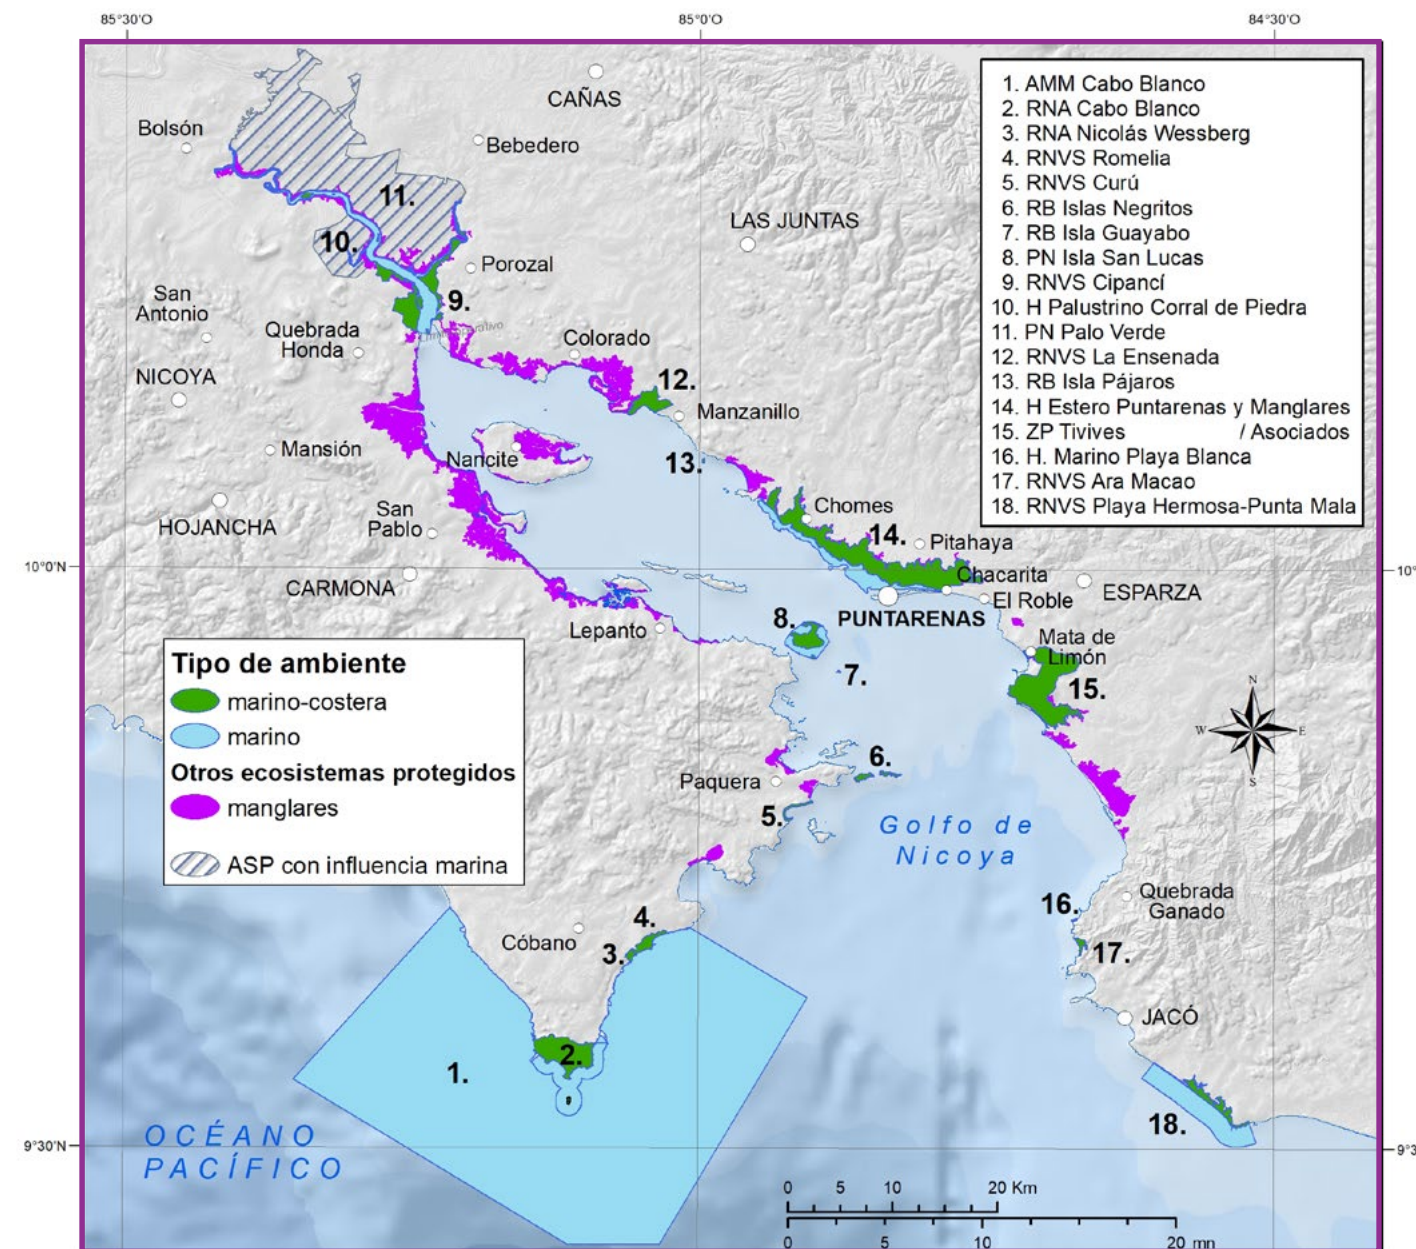 85°30'O
85°0'O
84°30'O
1. AMM Cabo Blanco
2. RNA Cabo Blanco
3. RNA Nicolás Wessberg
4. RNVS Romelia
5. RNVS Curú
6. RB Islas Negritos
7. RB Isla Guayabo
8. PN Isla San Lucas
9. RNVS Cipancí
10. H Palustrino Corral de Piedra
11. PN Palo Verde
12. RNVS La Ensenada
13. RB Isla Pájaros
14. H Estero Puntarenas y Manglares
15. ZP Tivives / Asociados
16. H. Marino Playa Blanca
17. RNVS Ara Macao
18. RNVS Playa Hermosa-Punta Mala
CAÑAS
Bolsón
Bebedero
11.
LAS JUNTAS
10.
Porozal
San
Antonio
9.
Quebrada
Honda
Colorado
NICOYA
12.
Manzanillo
Mansión
Nancite
13.
HOJANCHA
San
Pablo
Chomes
14.
Pitahaya
10°0'N
10°
CARMONA
Chacarita
ESPARZA
El Roble
PUNTARENAS
Lepanto
8.
Mata de
Limón
7.
15.
Tipo de ambiente
marino-costera
marino
Otros ecosistemas protegidos
manglares
ASP con influencia marina
N
W
E
S
6.
Paquera
5.
Golfo de
Nicoya
Quebrada
Ganado
16.
4.
Cóbano
3.
17.
JACÓ
2.
1.
18.
OCÉANO
PACÍFICO
9°30'N
9°3
0 5 10 20 Km
0 5 10 20 mn